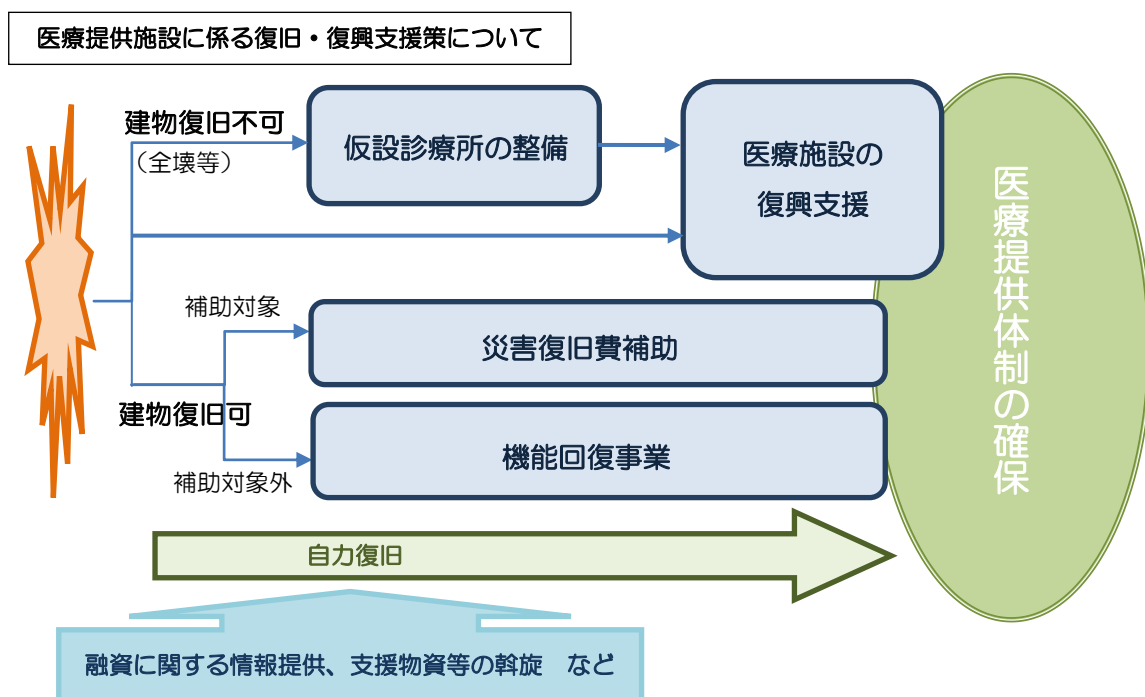 医療提供施設に係る復旧・復興支援策について
建物復旧不可
（全壊等）
仮設診療所の整備
医療施設の
復興支援
補助対象
災害復旧費補助
建物復旧可
機能回復事業
補助対象外
医療提供体制の確保
自力復旧
融資に関する情報提供、支援物資等の斡旋　など